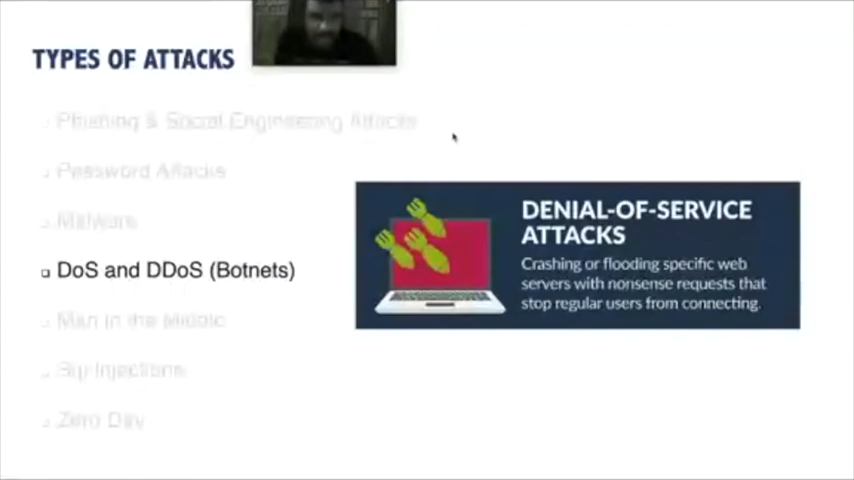 TYPES OF ATTACKS
Phishing & Social Engineering Attacks
Password Attacks
Malware
DoS and DDoS (Botnets)
Man in the Middle
Sql Injections
Zero Day
DENIAL-OF-SERVICE
ATTACKS
Crashing or flooding specific web
servers with nonsense requests that
stop regular users from connecting.